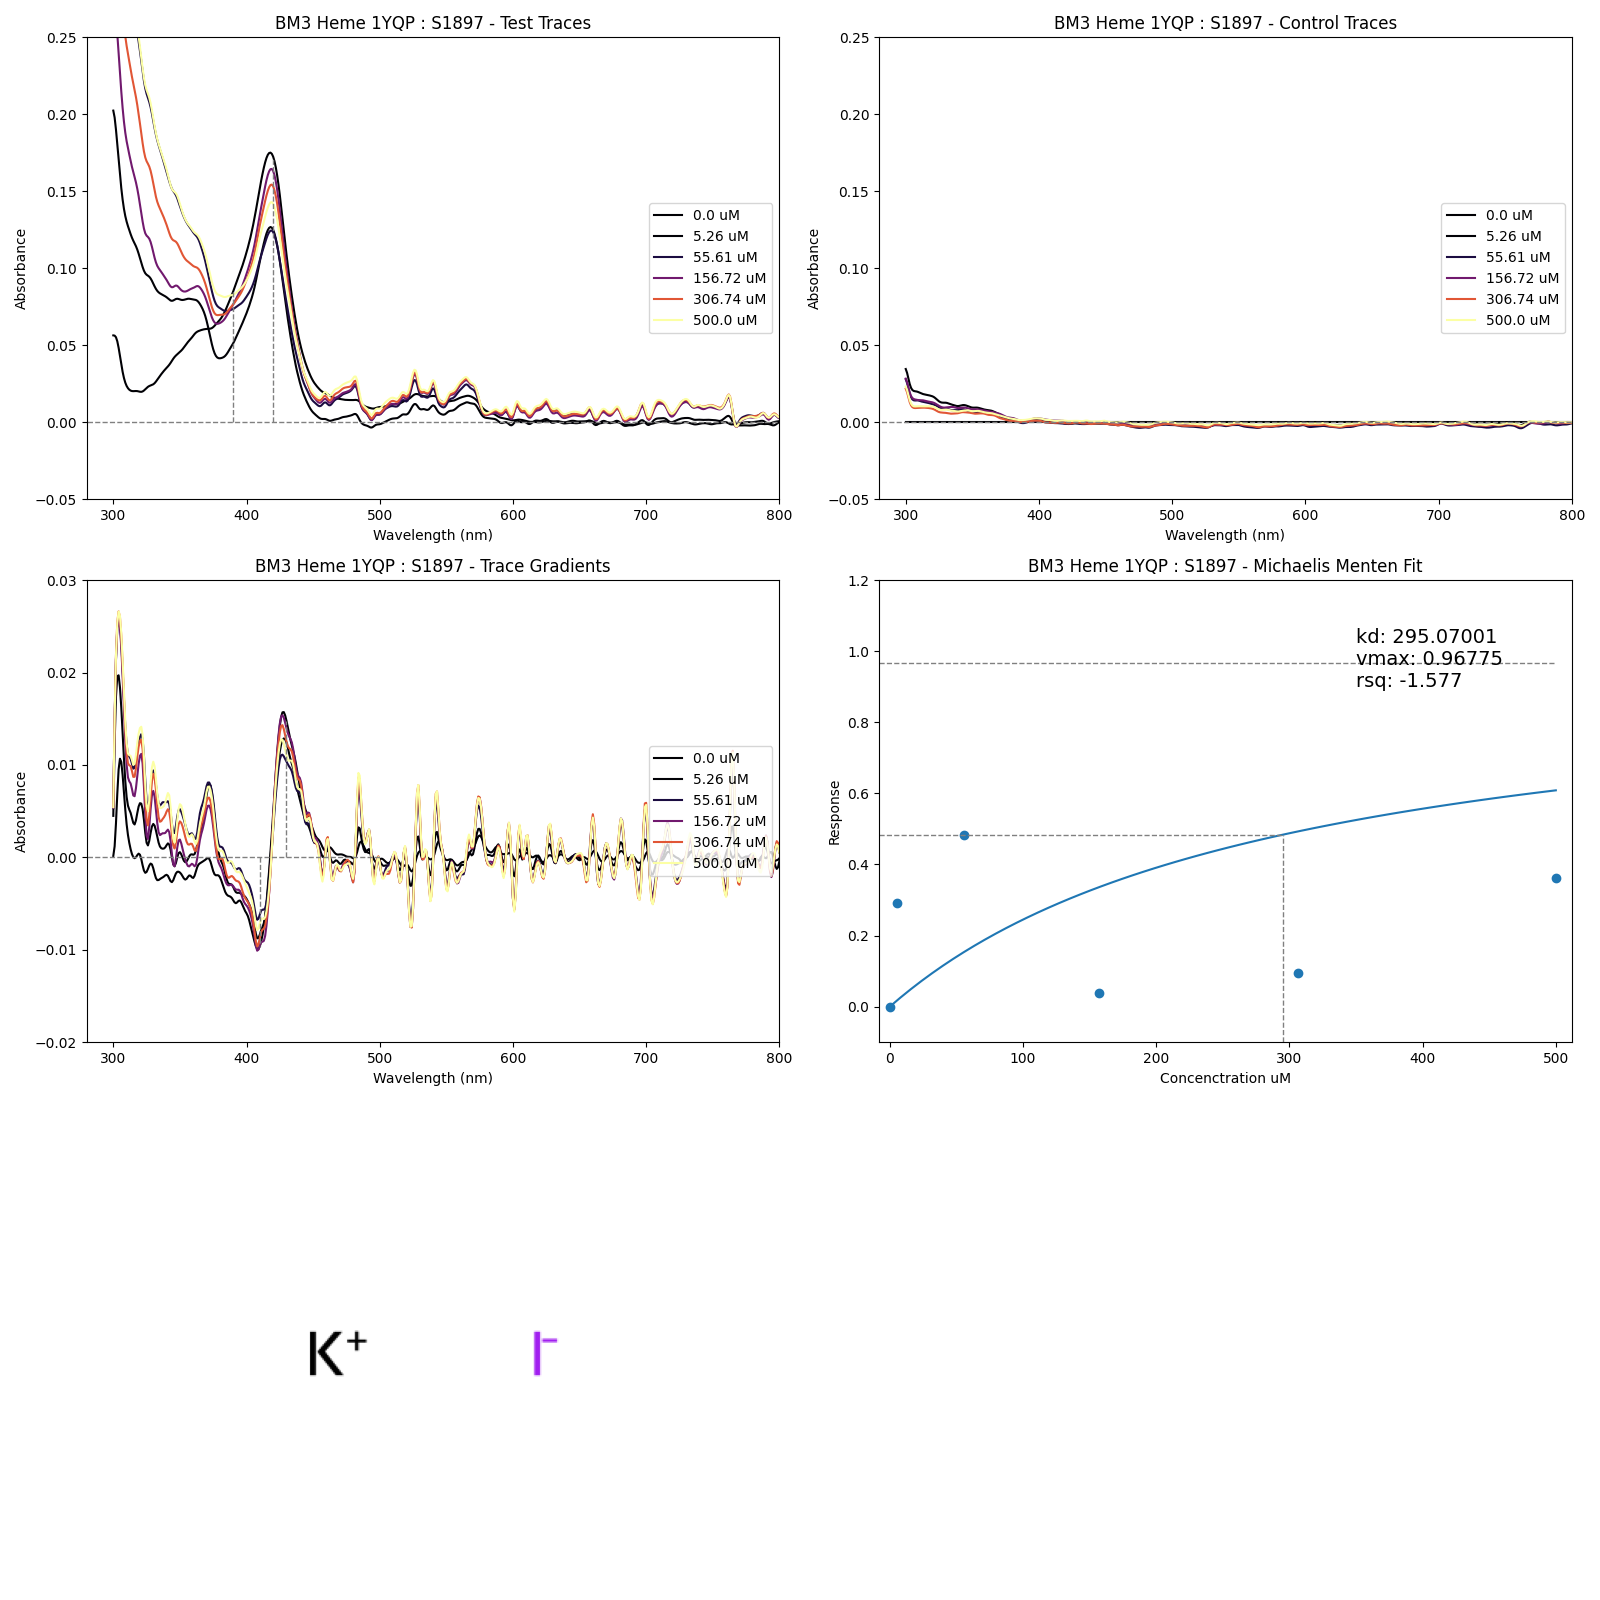 BM3 Heme 1YQP : S1897 - Test Traces
Absorbance
0.25
0.20
0.15
0.10
0.05
0.00
−0.05
0.0 uM
5.26 uM
55.61 uM
156.72 uM
306.74 uM
500.0 uM
300 400 500 600 700 800
Wavelength (nm)
BM3 Heme 1YQP : S1897 - Control Traces
Absorbance
0.25
0.20
0.15
0.10
0.05
0.00
−0.05
0.0 uM
5.26 uM
55.61 uM
156.72 uM
306.74 uM
500.0 uM
300 400 500 600 700 800
Wavelength (nm)
BM3 Heme 1YQP : S1897 - Trace Gradients
Absorbance
0.03
0.02
0.01
0.00
−0.01
−0.02
0.0 uM
5.26 uM
55.61 uM
156.72 uM
306.74 uM
500.0 uM
300 400 500 600 700 800
Wavelength (nm)
BM3 Heme 1YQP : S1897 - Michaelis Menten Fit
Response
1.2
1.0
0.8
0.6
0.4
0.2
0.0
kd: 295.07001
vmax: 0.96775
rsq: -1.577
0 100 200 300 400 500
Concenctration uM
K⁺ I⁻